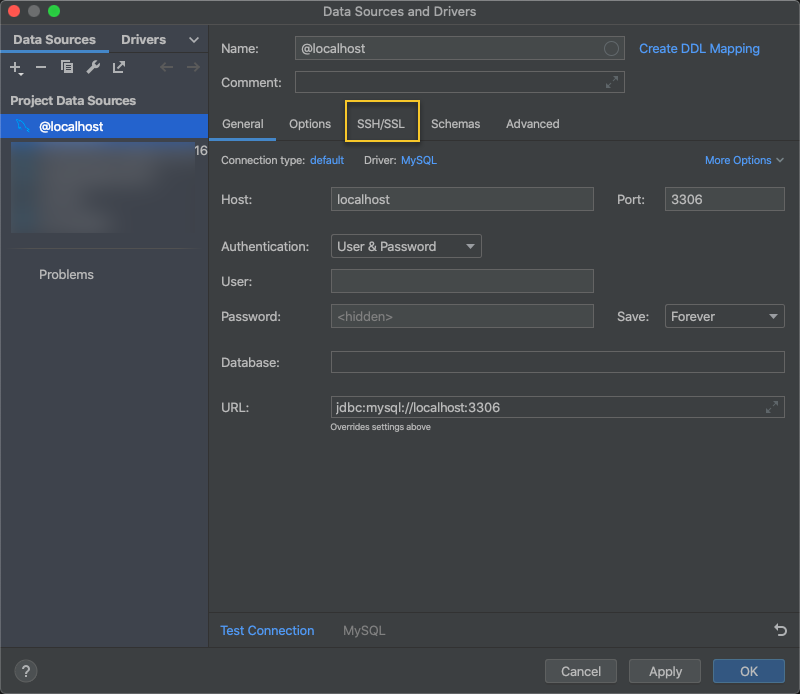 Data Sources and Drivers
Data Sources Drivers
Project Data Sources
@localhost
16
Problems
Name: @localhost Create DDL Mapping
Comment:
General Options SSH/SSL Schemas Advanced
Connection type: default Driver: MySQL More Options
Host: localhost Port: 3306
Authentication: User & Password
User:
Password: <hidden> Save: Forever
Database:
URL: jdbc:mysql://localhost:3306
Overrides settings above
Test Connection MySQL
? Cancel Apply OK